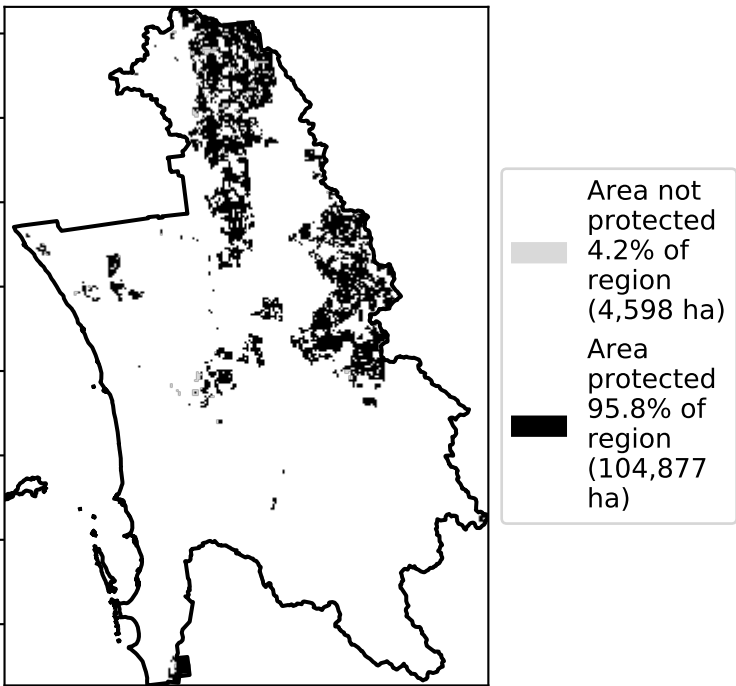 Area not
protected
4.2% of
region
(4,598 ha)
Area
protected
95.8% of
region
(104,877
ha)